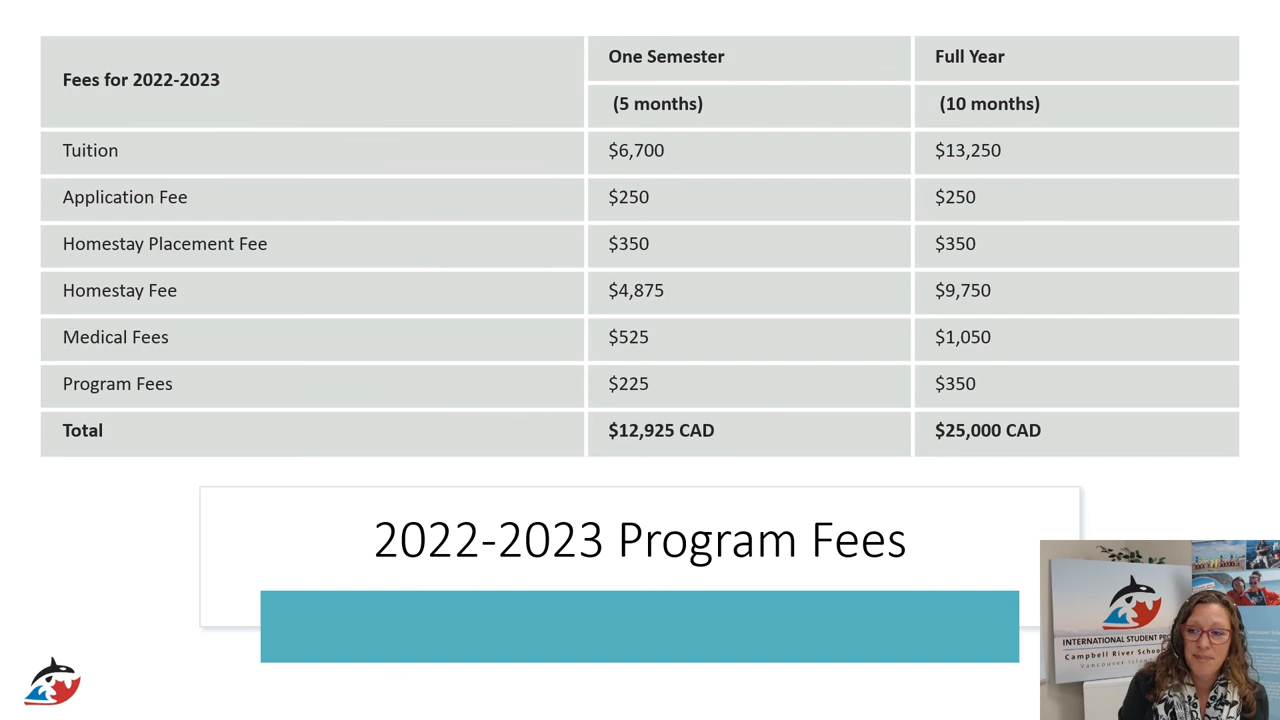 Fees for 2022-2023
One Semester
Full Year
(5 months)
(10 months)
Tuition $6,700 $13,250
Application Fee $250 $250
Homestay Placement Fee $350 $350
Homestay Fee $4,875 $9,750
Medical Fees $525 $1,050
Program Fees $225 $350
Total $12,925 CAD $25,000 CAD
2022-2023 Program Fees
INTERNATIONAL STUDENT
Campbell River
Vancouver